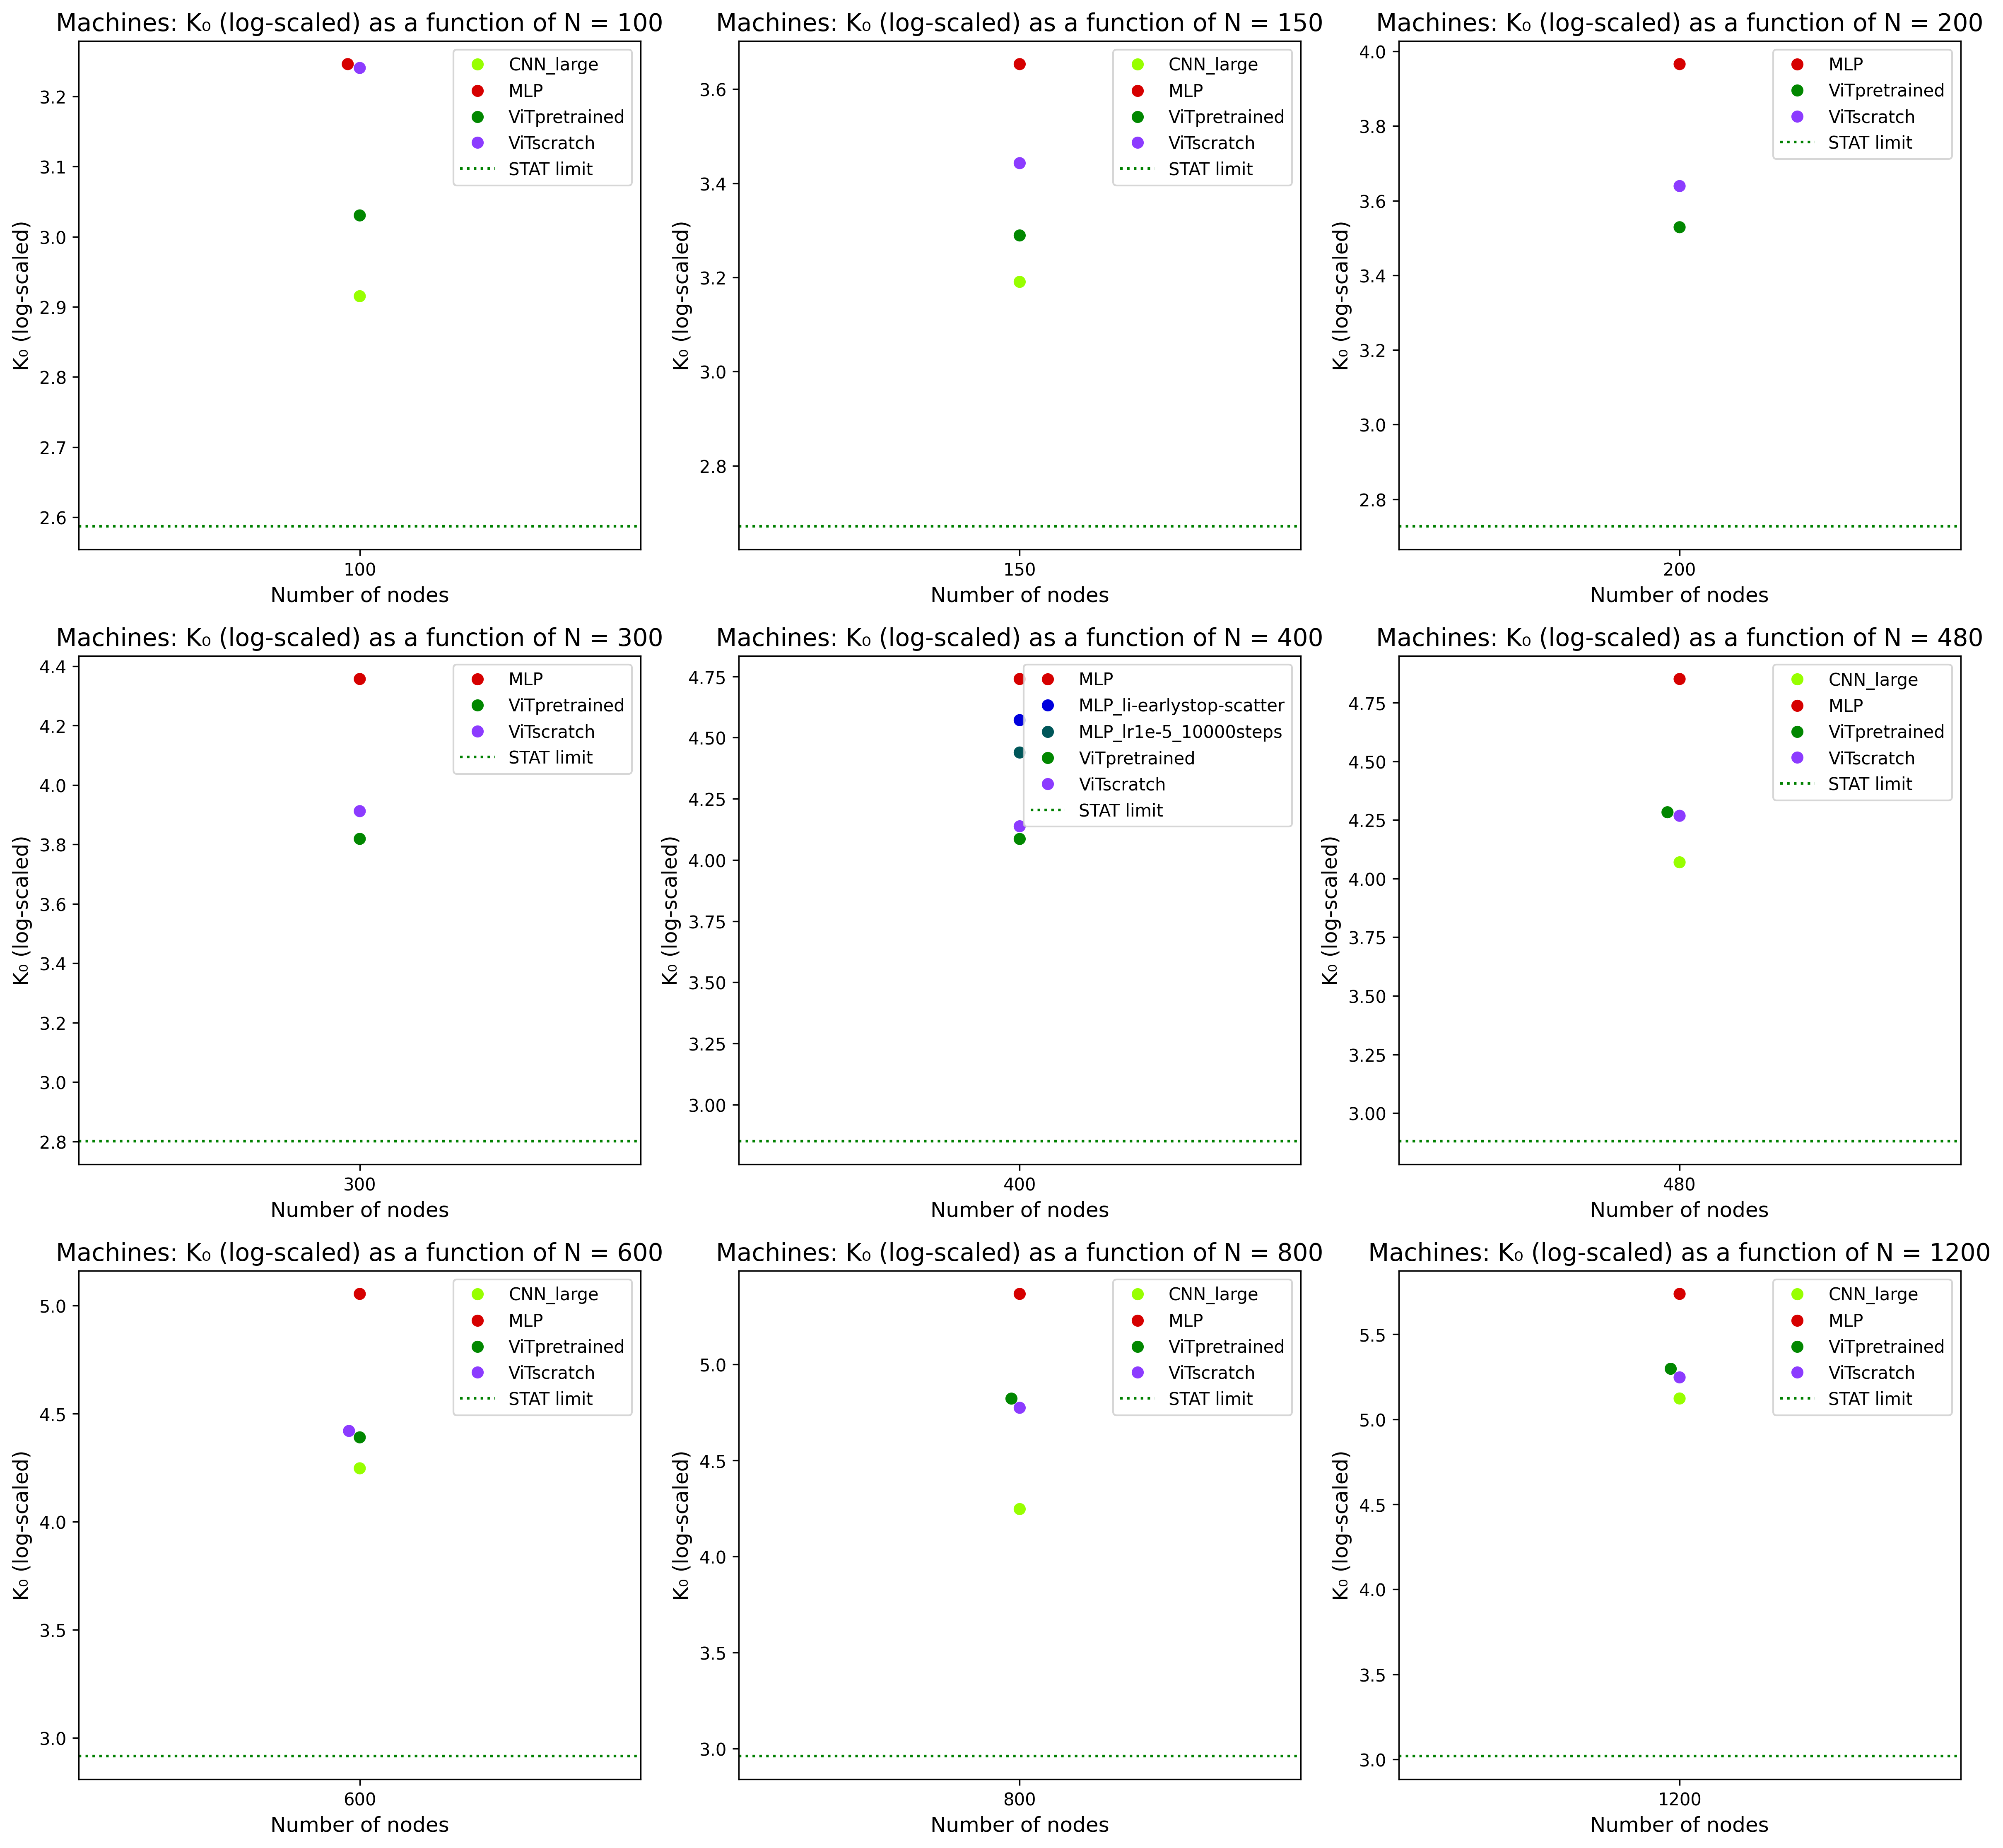 Machines: K₀ (log-scaled) as a function of N = 100
K₀ (log-scaled)
3.2
3.1
3.0
2.9
2.8
2.7
2.6
CNN_large
MLP
ViTpretrained
ViTscratch
STAT limit
100
Number of nodes
Machines: K₀ (log-scaled) as a function of N = 150
K₀ (log-scaled)
3.6
3.4
3.2
3.0
2.8
CNN_large
MLP
ViTpretrained
ViTscratch
STAT limit
150
Number of nodes
Machines: K₀ (log-scaled) as a function of N = 200
K₀ (log-scaled)
4.0
3.8
3.6
3.4
3.2
3.0
2.8
MLP
ViTpretrained
ViTscratch
STAT limit
200
Number of nodes
Machines: K₀ (log-scaled) as a function of N = 300
K₀ (log-scaled)
4.4
4.2
4.0
3.8
3.6
3.4
3.2
3.0
2.8
MLP
ViTpretrained
ViTscratch
STAT limit
300
Number of nodes
Machines: K₀ (log-scaled) as a function of N = 400
K₀ (log-scaled)
4.75
4.50
4.25
4.00
3.75
3.50
3.25
3.00
MLP
MLP_li-earlystop-scatter
MLP_lr1e-5_10000steps
ViTpretrained
ViTscratch
STAT limit
400
Number of nodes
Machines: K₀ (log-scaled) as a function of N = 480
K₀ (log-scaled)
4.75
4.50
4.25
4.00
3.75
3.50
3.25
3.00
CNN_large
MLP
ViTpretrained
ViTscratch
STAT limit
480
Number of nodes
Machines: K₀ (log-scaled) as a function of N = 600
K₀ (log-scaled)
5.0
4.5
4.0
3.5
3.0
CNN_large
MLP
ViTpretrained
ViTscratch
STAT limit
600
Number of nodes
Machines: K₀ (log-scaled) as a function of N = 800
K₀ (log-scaled)
5.0
4.5
4.0
3.5
3.0
CNN_large
MLP
ViTpretrained
ViTscratch
STAT limit
800
Number of nodes
Machines: K₀ (log-scaled) as a function of N = 1200
K₀ (log-scaled)
5.5
5.0
4.5
4.0
3.5
3.0
CNN_large
MLP
ViTpretrained
ViTscratch
STAT limit
1200
Number of nodes